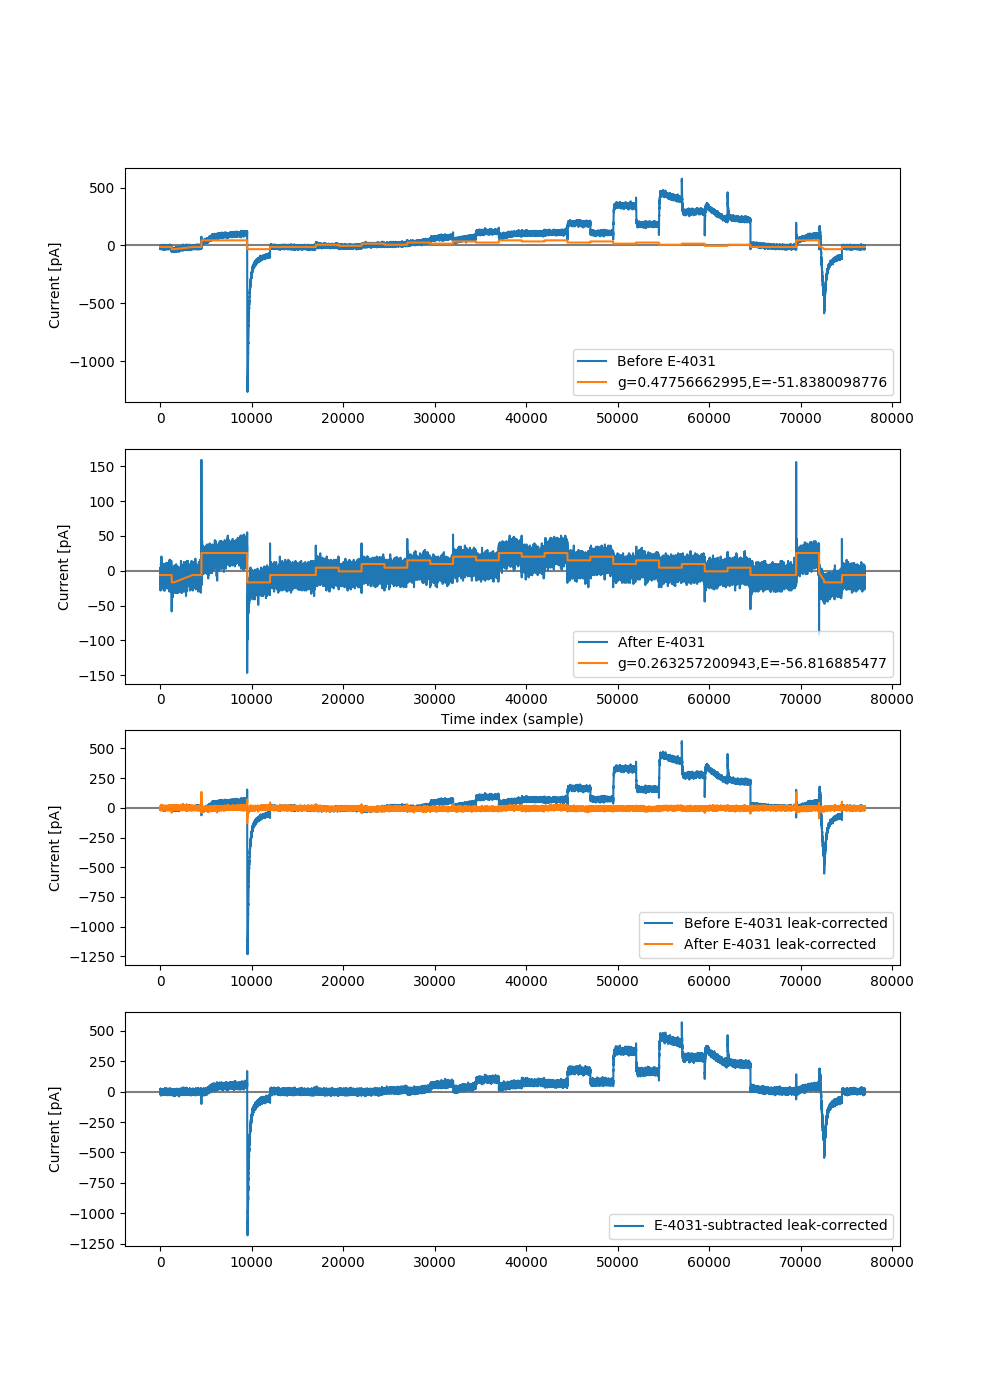 500
0
−500
−1000
Current [pA]
Before E-4031
g=0.47756662995,E=-51.8380098776
0 10000 20000 30000 40000 50000 60000 70000 80000
150
100
50
0
−50
−100
−150
Current [pA]
After E-4031
g=0.263257200943,E=-56.816885477
0 10000 20000 30000 40000 50000 60000 70000 80000
Time index (sample)
500
250
0
−250
−500
−750
−1000
−1250
Current [pA]
Before E-4031 leak-corrected
After E-4031 leak-corrected
0 10000 20000 30000 40000 50000 60000 70000 80000
500
250
0
−250
−500
−750
−1000
−1250
Current [pA]
E-4031-subtracted leak-corrected
0 10000 20000 30000 40000 50000 60000 70000 80000